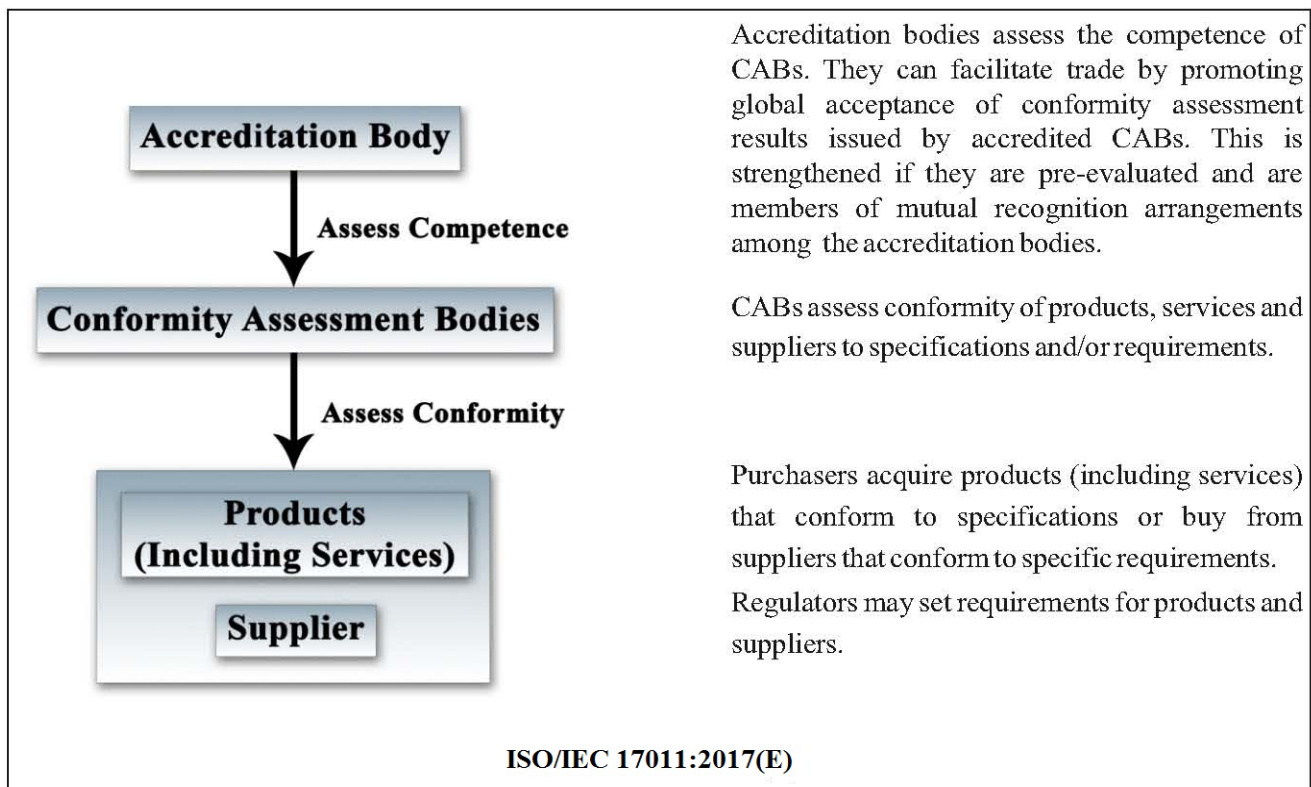 Accreditation Body
Assess Competence
Conformity Assessment Bodies
Assess Conformity
Products
(Including Services)
Supplier
Accreditation bodies assess the competence of
CABs. They can facilitate trade by promoting
global acceptance of conformity assessment
results issued by accredited CABs. This is
strengthened if they are pre-evaluated and are
members of mutual recognition arrangements
among the accreditation bodies.
CABs assess conformity of products, services and
suppliers to specifications and/or requirements.
Purchasers acquire products (including services)
that conform to specifications or buy from
suppliers that conform to specific requirements.
Regulators may set requirements for products and
suppliers.
ISO/IEC 17011:2017(E)